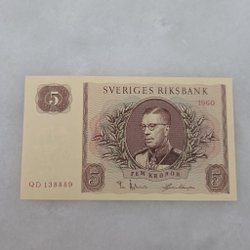 SVERIGES RIKSBANK
5
1960
FEM KRONOR
QD 138889
5